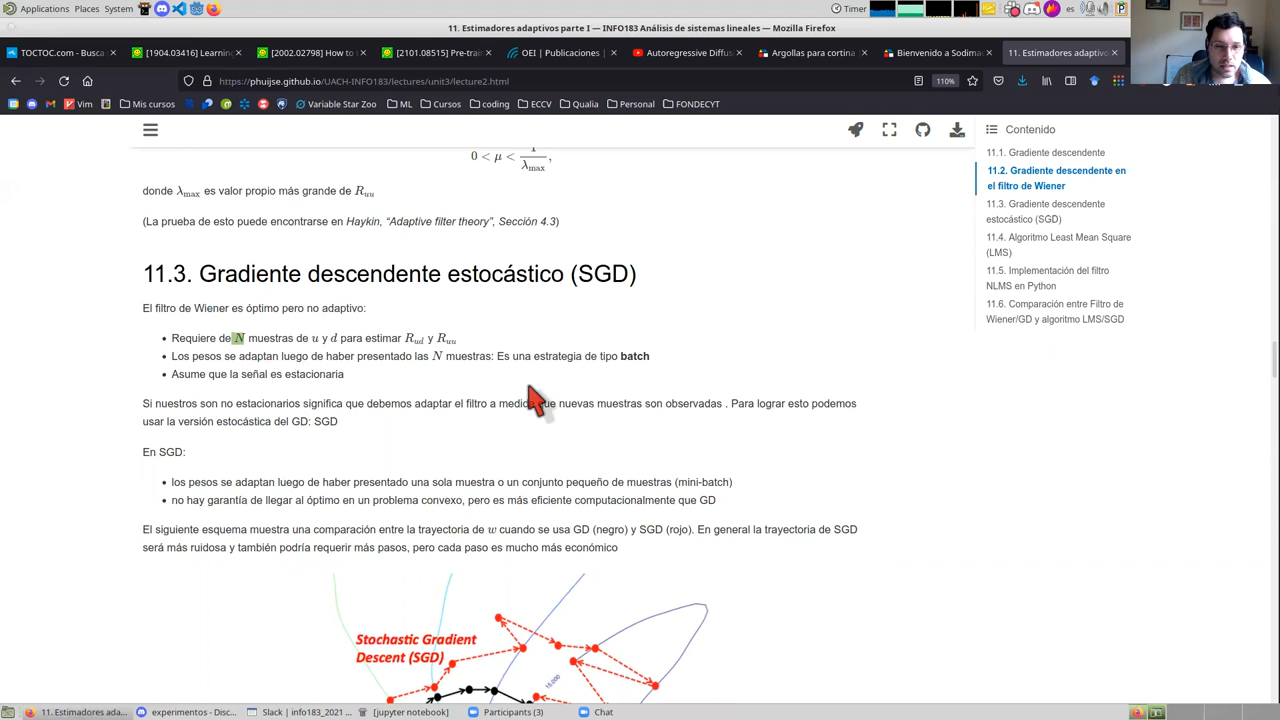 Applications Places System
Timer
es
11. Estimadores adaptivos parte I — INFO183 Análisis de sistemas lineales — Mozilla Firefox
TOCTOC.com - Busca
[1904.03416] Learning
[2002.02798] How to
[2101.08515] Pre-train
OEI | Publicaciones
Autoregressive Diffus
Argollas para cortina
Bienvenido a Sodima
11. Estimadores adaptivo
https://phuijse.github.io/UACH-INFO183/lectures/unit3/lecture2.html
110%
Vim
Mis cursos
Variable Star Zoo
ML
Cursos
coding
ECCV
Qualia
Personal
FONDECYT
0 < μ < 1/λmax,
donde λmax es valor propio más grande de Ruu
(La prueba de esto puede encontrarse en Haykin, “Adaptive filter theory”, Sección 4.3)
11.3. Gradiente descendente estocástico (SGD)
El filtro de Wiener es óptimo pero no adaptivo:
• Requiere de N muestras de u y d para estimar Rud y Ruu
• Los pesos se adaptan luego de haber presentado las N muestras: Es una estrategia de tipo batch
• Asume que la señal es estacionaria
Si nuestros son no estacionarios significa que debemos adaptar el filtro a medida que nuevas muestras son observadas . Para lograr esto podemos
usar la versión estocástica del GD: SGD
En SGD:
• los pesos se adaptan luego de haber presentado una sola muestra o un conjunto pequeño de muestras (mini-batch)
• no hay garantía de llegar al óptimo en un problema convexo, pero es más eficiente computacionalmente que GD
El siguiente esquema muestra una comparación entre la trayectoria de w cuando se usa GD (negro) y SGD (rojo). En general la trayectoria de SGD
será más ruidosa y también podría requerir más pasos, pero cada paso es mucho más económico
Stochastic Gradient
Descent (SGD)
Contenido
11.1. Gradiente descendente
11.2. Gradiente descendente en
el filtro de Wiener
11.3. Gradiente descendente
estocástico (SGD)
11.4. Algoritmo Least Mean Square
(LMS)
11.5. Implementación del filtro
NLMS en Python
11.6. Comparación entre Filtro de
Wiener/GD y algoritmo LMS/SGD
11. Estimadores ada...
experimentos - Disc...
Slack | info183_2021 ...
[jupyter notebook]
Participants (3)
Chat